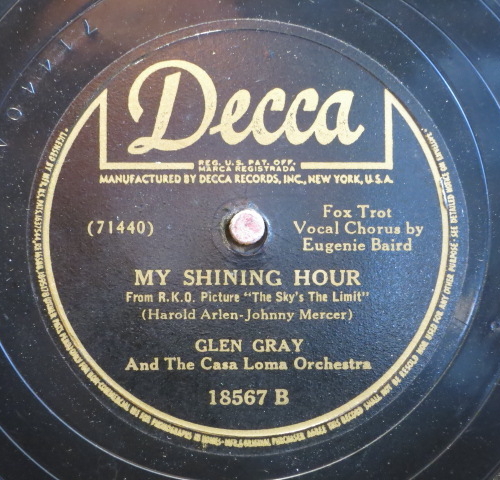 Decca
REG. U.S. PAT. OFF.
MARCA REGISTRADA
MANUFACTURED BY DECCA RECORDS, INC., NEW YORK, U.S.A.
(71440)
Fox Trot
Vocal Chorus by
Eugenie Baird
MY SHINING HOUR
From R.K.O. Picture "The Sky's The Limit"
(Harold Arlen-Johnny Mercer)
GLEN GRAY
And The Casa Loma Orchestra
18567 B
71440